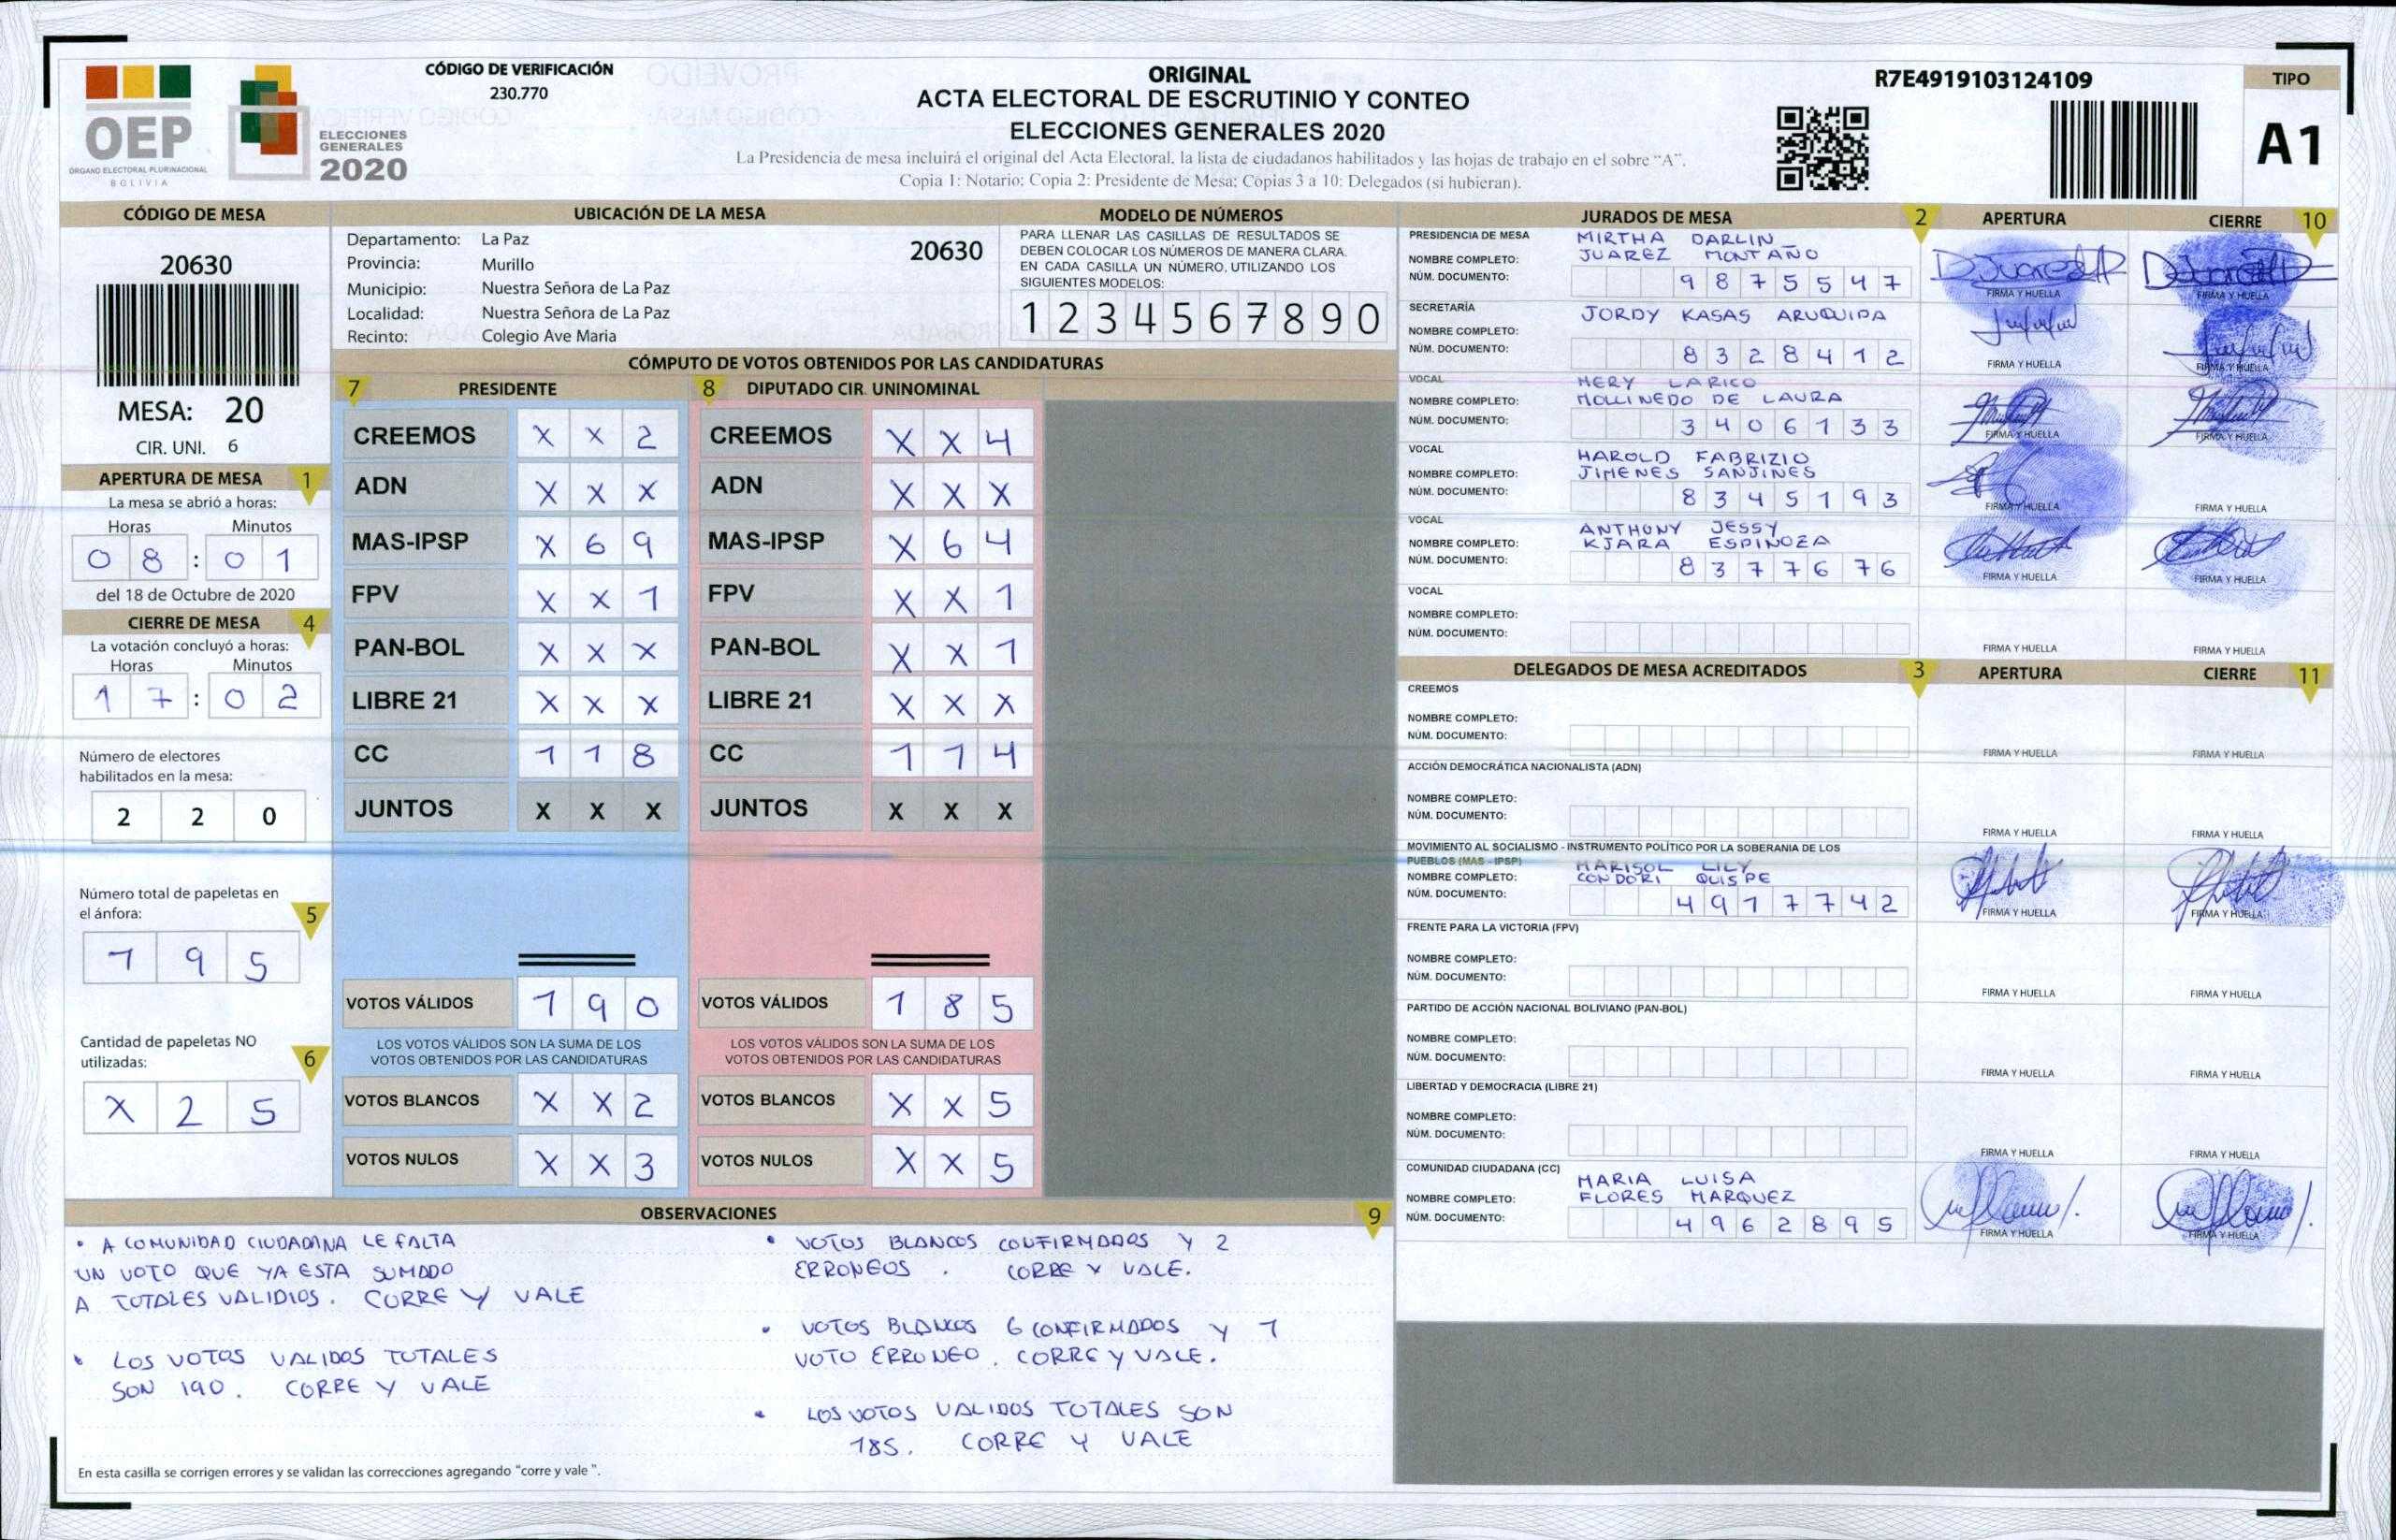 CÓDIGO DE VERIFICACIÓN
230.770
OEP
ÓRGANO ELECTORAL PLURINACIONAL
BOLIVIA
ELECCIONES
GENERALES
2020
ORIGINAL
ACTA ELECTORAL DE ESCRUTINIO Y CONTEO
ELECCIONES GENERALES 2020
La Presidencia de mesa incluirá el original del Acta Electoral, la lista de ciudadanos habilitados y las hojas de trabajo en el sobre "A".
Copia 1: Notario; Copia 2: Presidente de Mesa; Copias 3 a 10: Delegados (si hubieran).
R7E4919103124109
TIPO
A1
CÓDIGO DE MESA
20630
MESA: 20
CIR. UNI. 6
APERTURA DE MESA 1
La mesa se abrió a horas:
Horas Minutos
0 8 : 0 1
del 18 de Octubre de 2020
CIERRE DE MESA 4
La votación concluyó a horas:
Horas Minutos
1 7 : 0 2
Número de electores
habilitados en la mesa:
2 2 0
Número total de papeletas en
el ánfora: 5
1 9 5
Cantidad de papeletas NO
utilizadas: 6
X 2 5
UBICACIÓN DE LA MESA
Departamento: La Paz 20630
Provincia: Murillo
Municipio: Nuestra Señora de La Paz
Localidad: Nuestra Señora de La Paz
Recinto: Colegio Ave Maria
MODELO DE NÚMEROS
PARA LLENAR LAS CASILLAS DE RESULTADOS SE
DEBEN COLOCAR LOS NÚMEROS DE MANERA CLARA.
EN CADA CASILLA UN NÚMERO, UTILIZANDO LOS
SIGUIENTES MODELOS:
1 2 3 4 5 6 7 8 9 0
CÓMPUTO DE VOTOS OBTENIDOS POR LAS CANDIDATURAS
7 PRESIDENTE 8 DIPUTADO CIR. UNINOMINAL
CREEMOS X X 2 CREEMOS X X 4
ADN X X X ADN X X X
MAS-IPSP X 6 9 MAS-IPSP X 6 4
FPV X X 1 FPV X X 1
PAN-BOL X X X PAN-BOL X X 1
LIBRE 21 X X X LIBRE 21 X X X
CC 1 1 8 CC 1 1 4
JUNTOS X X X JUNTOS X X X
VOTOS VÁLIDOS 1 9 0 VOTOS VÁLIDOS 1 8 5
LOS VOTOS VÁLIDOS SON LA SUMA DE LOS LOS VOTOS VÁLIDOS SON LA SUMA DE LOS
VOTOS OBTENIDOS POR LAS CANDIDATURAS VOTOS OBTENIDOS POR LAS CANDIDATURAS
VOTOS BLANCOS X X 2 VOTOS BLANCOS X X 5
VOTOS NULOS X X 3 VOTOS NULOS X X 5
OBSERVACIONES 9
• A COMUNIDAD CIUDADANA LE FALTA
UN VOTO QUE YA ESTA SUMADO
A TOTALES VALIDIOS. CORRE Y VALE
• LOS VOTOS VALIDOS TOTALES
SON 190. CORRE Y VALE
• VOTOS BLANCOS CONFIRMADOS Y 2
ERRONEOS. CORRE Y VALE.
• VOTOS BLANCOS 6 CONFIRMADOS Y 1
VOTO ERRONEO. CORRE Y VALE.
• LOS VOTOS VALIDOS TOTALES SON
185. CORRE Y VALE
En esta casilla se corrigen errores y se validan las correcciones agregando "corre y vale ".
JURADOS DE MESA 2 APERTURA CIERRE 10
PRESIDENCIA DE MESA MIRTHA DARLIN
NOMBRE COMPLETO: JUAREZ MONTAÑO
NÚM. DOCUMENTO: 9 8 7 5 5 4 7
FIRMA Y HUELLA FIRMA Y HUELLA
SECRETARÍA JORDY KASAS ARUQUIPA
NOMBRE COMPLETO:
NÚM. DOCUMENTO: 8 3 2 8 4 1 2
FIRMA Y HUELLA FIRMA Y HUELLA
VOCAL MERY LARICO
NOMBRE COMPLETO: MOLLINEDO DE LAURA
NÚM. DOCUMENTO: 3 4 0 6 1 3 3
FIRMA Y HUELLA FIRMA Y HUELLA
VOCAL HAROLD FABRIZIO
NOMBRE COMPLETO: JIMENES SANJINES
NÚM. DOCUMENTO: 8 3 4 5 1 9 3
FIRMA Y HUELLA FIRMA Y HUELLA
VOCAL ANTHONY JESSY
NOMBRE COMPLETO: KJARA ESPINOZA
NÚM. DOCUMENTO: 8 3 7 7 6 7 6
FIRMA Y HUELLA FIRMA Y HUELLA
VOCAL
NOMBRE COMPLETO:
NÚM. DOCUMENTO:
FIRMA Y HUELLA FIRMA Y HUELLA
DELEGADOS DE MESA ACREDITADOS 3 APERTURA CIERRE 11
CREEMOS
NOMBRE COMPLETO:
NÚM. DOCUMENTO:
FIRMA Y HUELLA FIRMA Y HUELLA
ACCIÓN DEMOCRÁTICA NACIONALISTA (ADN)
NOMBRE COMPLETO:
NÚM. DOCUMENTO:
FIRMA Y HUELLA FIRMA Y HUELLA
MOVIMIENTO AL SOCIALISMO - INSTRUMENTO POLÍTICO POR LA SOBERANIA DE LOS
PUEBLOS (MAS - IPSP) MARISOL LILY
NOMBRE COMPLETO: CONDORI QUISPE
NÚM. DOCUMENTO: 4 9 1 7 7 4 2
FIRMA Y HUELLA FIRMA Y HUELLA
FRENTE PARA LA VICTORIA (FPV)
NOMBRE COMPLETO:
NÚM. DOCUMENTO:
FIRMA Y HUELLA FIRMA Y HUELLA
PARTIDO DE ACCIÓN NACIONAL BOLIVIANO (PAN-BOL)
NOMBRE COMPLETO:
NÚM. DOCUMENTO:
FIRMA Y HUELLA FIRMA Y HUELLA
LIBERTAD Y DEMOCRACIA (LIBRE 21)
NOMBRE COMPLETO:
NÚM. DOCUMENTO:
FIRMA Y HUELLA FIRMA Y HUELLA
COMUNIDAD CIUDADANA (CC) MARIA LUISA
NOMBRE COMPLETO: FLORES MARQUEZ
NÚM. DOCUMENTO: 4 9 6 2 8 9 5
FIRMA Y HUELLA FIRMA Y HUELLA